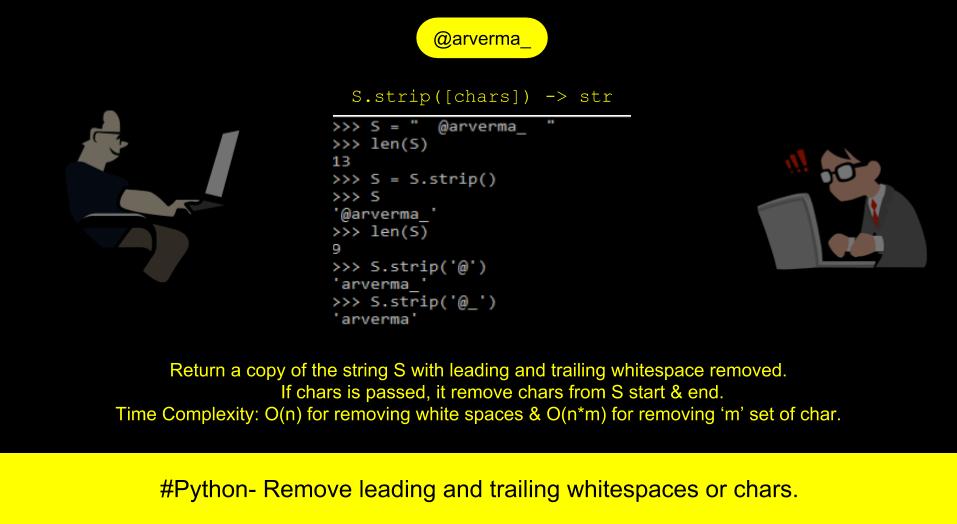 @arverma_
S.strip([chars]) -> str
>>> S = "  @arverma_  "
>>> len(S)
13
>>> S = S.strip()
>>> S
'@arverma_'
>>> len(S)
9
>>> S.strip('@')
'arverma_'
>>> S.strip('@_')
'arverma'
!!!
Return a copy of the string S with leading and trailing whitespace removed.
If chars is passed, it remove chars from S start & end.
Time Complexity: O(n) for removing white spaces & O(n*m) for removing ‘m’ set of char.
#Python- Remove leading and trailing whitespaces or chars.